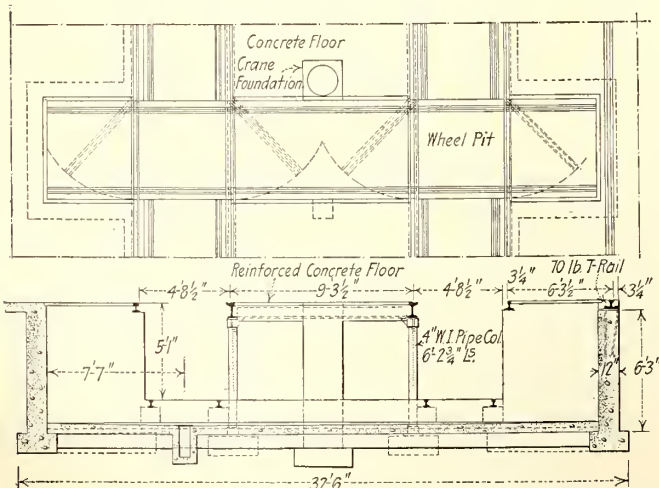 Concrete Floor
Crane
Foundation
Wheel Pit
Reinforced Concrete Floor
70 lb. T-Rail
4'-8½"
9'-3½"
4'-8½"
3¼"
6'-3½"
3¼"
5'-1"
4" W.I. Pipe Col.
6'-2¾" Lg.
7'-7"
12"
6'-3"
32'-6"